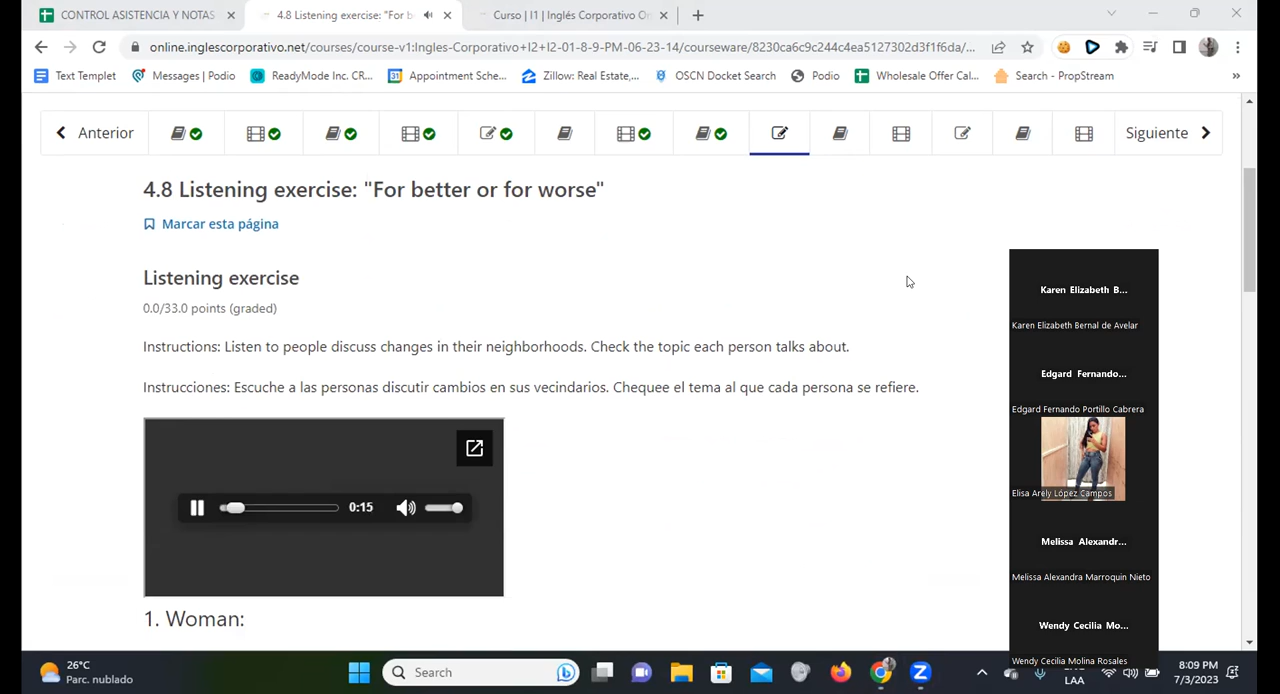 CONTROL ASISTENCIA Y NOTAS
4.8 Listening exercise: "For be
Curso | I1 | Inglés Corporativo On
online.inglescorporativo.net/courses/course-v1:Ingles-Corporativo+I2+I2-01-8-9-PM-06-23-14/courseware/8230ca6c9c244c4ea5127302d3f1f6da/...
Text Templet
Messages | Podio
ReadyMode Inc. CR...
Appointment Sche...
Zillow: Real Estate,...
OSCN Docket Search
Podio
Wholesale Offer Cal...
Search - PropStream
»
Anterior
Siguiente
4.8 Listening exercise: "For better or for worse"
Marcar esta página
Listening exercise
0.0/33.0 points (graded)
Instructions: Listen to people discuss changes in their neighborhoods. Check the topic each person talks about.
Instrucciones: Escuche a las personas discutir cambios en sus vecindarios. Chequee el tema al que cada persona se refiere.
0:15
1. Woman:
Karen Elizabeth B...
Karen Elizabeth Bernal de Avelar
Edgard Fernando...
Edgard Fernando Portillo Cabrera
Elisa Arely López Campos
Melissa Alexandr...
Melissa Alexandra Marroquin Nieto
Wendy Cecilia Mo...
Wendy Cecilia Molina Rosales
26°C
Parc. nublado
Search
LAA
8:09 PM
7/3/2023